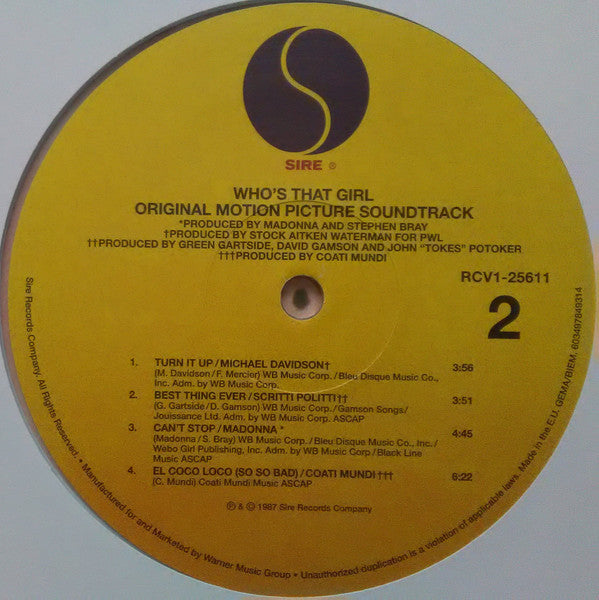 SIRE ®
WHO'S THAT GIRL
ORIGINAL MOTION PICTURE SOUNDTRACK
*PRODUCED BY MADONNA AND STEPHEN BRAY
†PRODUCED BY STOCK AITKEN WATERMAN FOR PWL
††PRODUCED BY GREEN GARTSIDE, DAVID GAMSON AND JOHN "TOKES" POTOKER
†††PRODUCED BY COATI MUNDI
RCV1-25611
2
1. TURN IT UP/MICHAEL DAVIDSON† 3:56
(M. Davidson/F. Mercier) WB Music Corp./Bleu Disque Music Co.,
Inc. Adm. by WB Music Corp.
2. BEST THING EVER/SCRITTI POLITTI†† 3:51
(G. Gartside/D. Gamson) WB Music Corp./Gamson Songs/
Jouissance Ltd. Adm. by WB Music Corp. ASCAP
3. CAN'T STOP/MADONNA * 4:45
(Madonna/S. Bray) WB Music Corp./Bleu Disque Music Co., Inc./
Webo Girl Publishing, Inc. Adm. by WB Music Corp./Black Lion
Music ASCAP
4. EL COCO LOCO (SO SO BAD)/COATI MUNDI††† 6:22
(C. Mundi) Coati Mundi Music ASCAP
℗ & © 1987 Sire Records Company
Sire Records Company. All Rights Reserved. • Manufactured for and Marketed by Warner Music Group • Unauthorized duplication is a violation of applicable laws. Made in the E.U. GEMA/BIEM. 603497849314